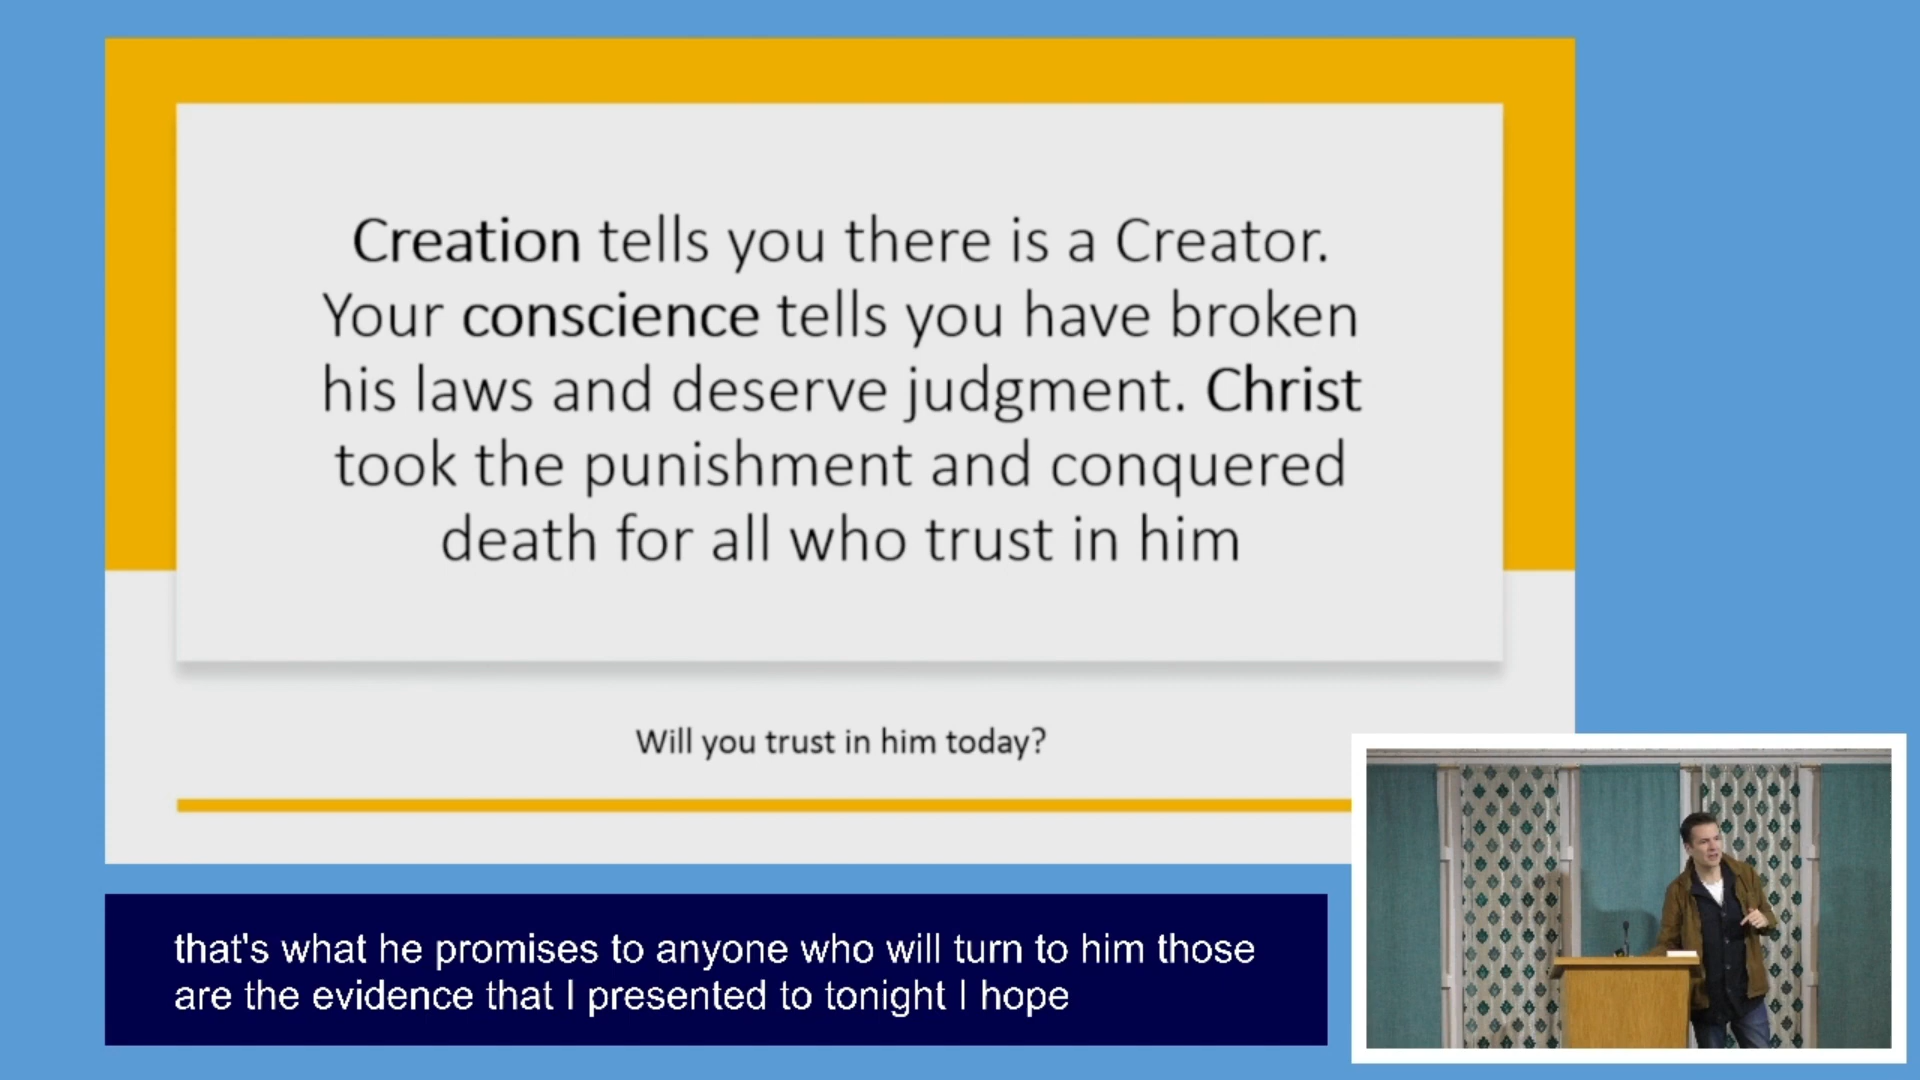 Creation tells you there is a Creator.
Your conscience tells you have broken
his laws and deserve judgment. Christ
took the punishment and conquered
death for all who trust in him
Will you trust in him today?
that's what he promises to anyone who will turn to him those
are the evidence that I presented to tonight I hope